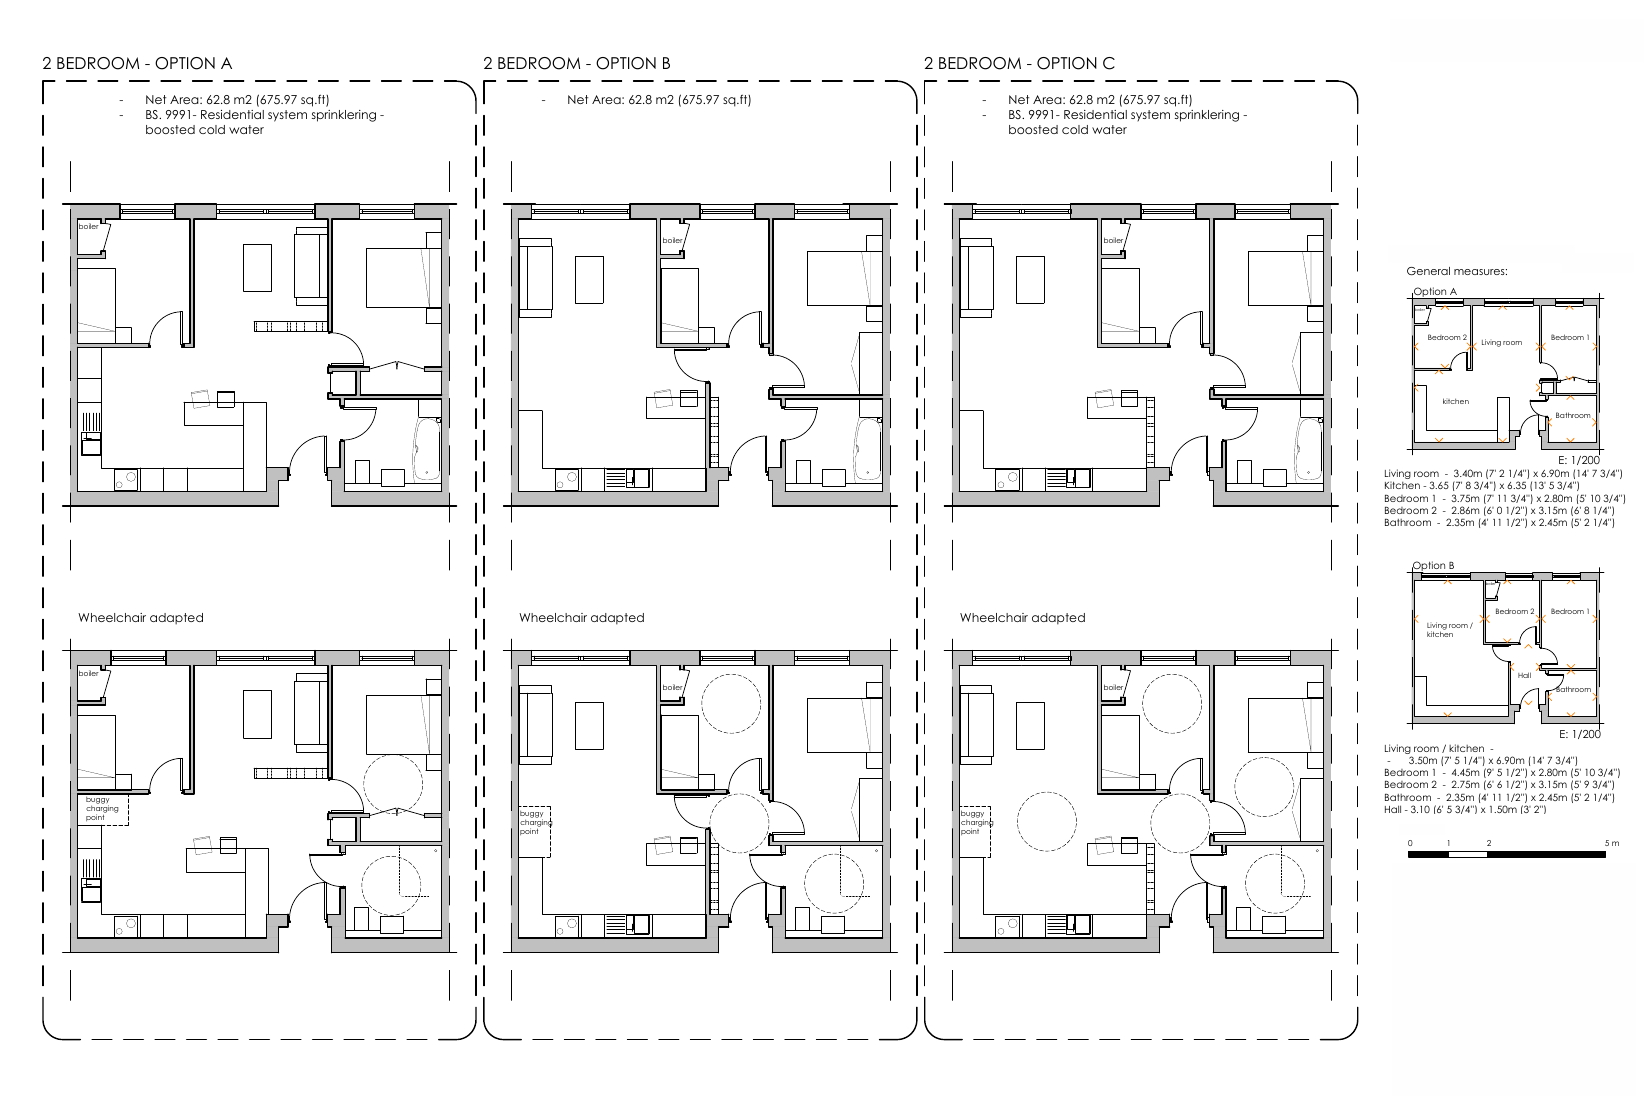 2 BEDROOM - OPTION A
- Net Area: 62.8 m2 (675.97 sq.ft)
- BS. 9991- Residential system sprinklering -
boosted cold water
boiler
Wheelchair adapted
boiler
buggy
charging
point
2 BEDROOM - OPTION B
- Net Area: 62.8 m2 (675.97 sq.ft)
boiler
Wheelchair adapted
boiler
buggy
charging
point
2 BEDROOM - OPTION C
- Net Area: 62.8 m2 (675.97 sq.ft)
- BS. 9991- Residential system sprinklering -
boosted cold water
boiler
Wheelchair adapted
boiler
buggy
charging
point
General measures:
Option A
Bedroom 2
Living room
Bedroom 1
kitchen
Bathroom
E: 1/200
Living room - 3.40m (7' 2 1/4") x 6.90m (14' 7 3/4")
Kitchen - 3.65 (7' 8 3/4") x 6.35 (13' 5 3/4")
Bedroom 1 - 3.75m (7' 11 3/4") x 2.80m (5' 10 3/4")
Bedroom 2 - 2.86m (6' 0 1/2") x 3.15m (6' 8 1/4")
Bathroom - 2.35m (4' 11 1/2") x 2.45m (5' 2 1/4")
Option B
Bedroom 2
Bedroom 1
Living room /
kitchen
Hall
Bathroom
E: 1/200
Living room / kitchen -
- 3.50m (7' 5 1/4") x 6.90m (14' 7 3/4")
Bedroom 1 - 4.45m (9' 5 1/2") x 2.80m (5' 10 3/4")
Bedroom 2 - 2.75m (6' 6 1/2") x 3.15m (5' 9 3/4")
Bathroom - 2.35m (4' 11 1/2") x 2.45m (5' 2 1/4")
Hall - 3.10 (6' 5 3/4") x 1.50m (3' 2")
0 1 2 5 m